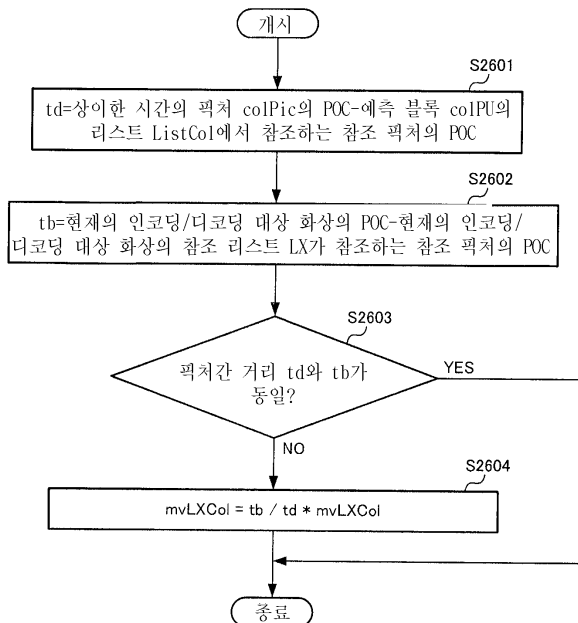 개시
S2601
td=상이한 시간의 픽처 colPic의 POC-예측 블록 colPU의
리스트 ListCol에서 참조하는 참조 픽처의 POC
S2602
tb=현재의 인코딩/디코딩 대상 화상의 POC-현재의 인코딩/
디코딩 대상 화상의 참조 리스트 LX가 참조하는 참조 픽처의 POC
S2603
픽처간 거리 td와 tb가
동일?
YES
NO
S2604
mvLXCol = tb / td * mvLXCol
종료